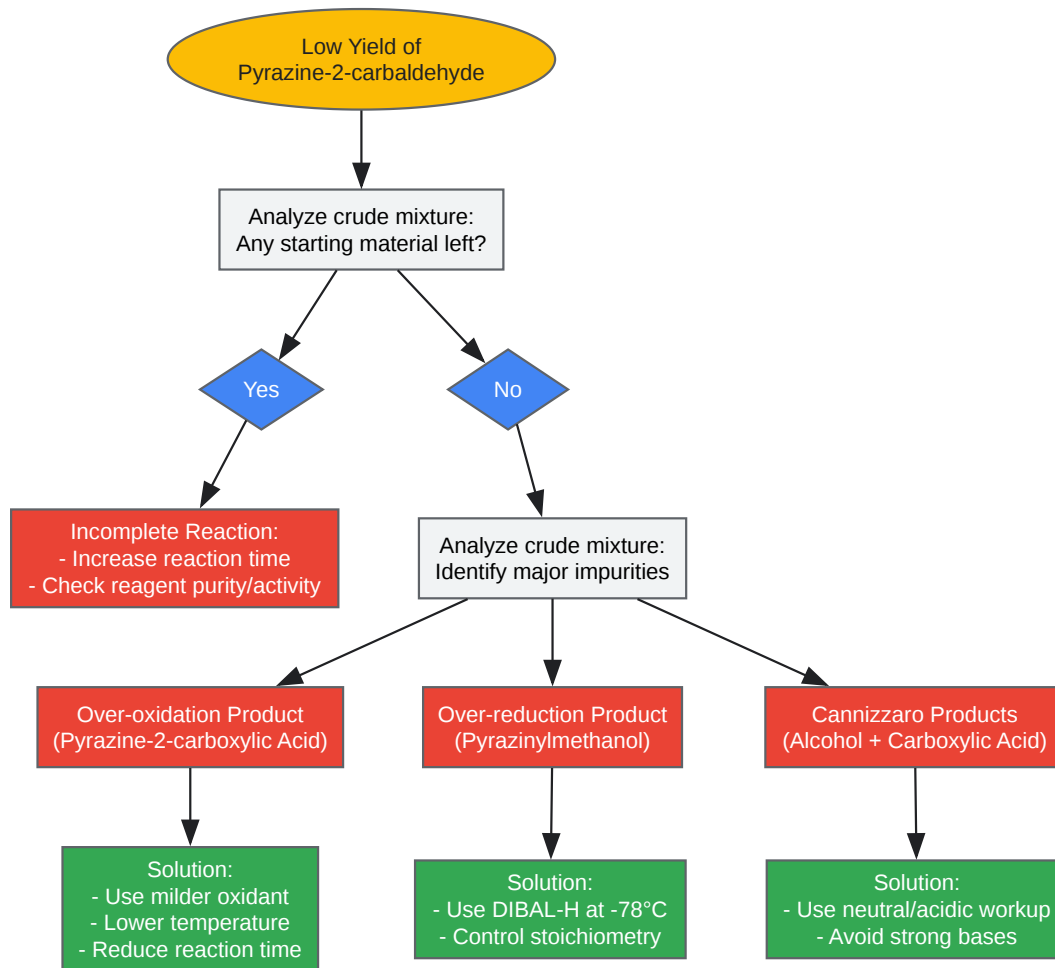 Low Yield of
Pyrazine-2-carbaldehyde
Analyze crude mixture:
Any starting material left?
Yes
No
Incomplete Reaction:
- Increase reaction time
- Check reagent purity/activity
Analyze crude mixture:
Identify major impurities
Over-oxidation Product
(Pyrazine-2-carboxylic Acid)
Over-reduction Product
(Pyrazinylmethanol)
Cannizzaro Products
(Alcohol + Carboxylic Acid)
Solution:
- Use milder oxidant
- Lower temperature
- Reduce reaction time
Solution:
- Use DIBAL-H at -78°C
- Control stoichiometry
Solution:
- Use neutral/acidic workup
- Avoid strong bases